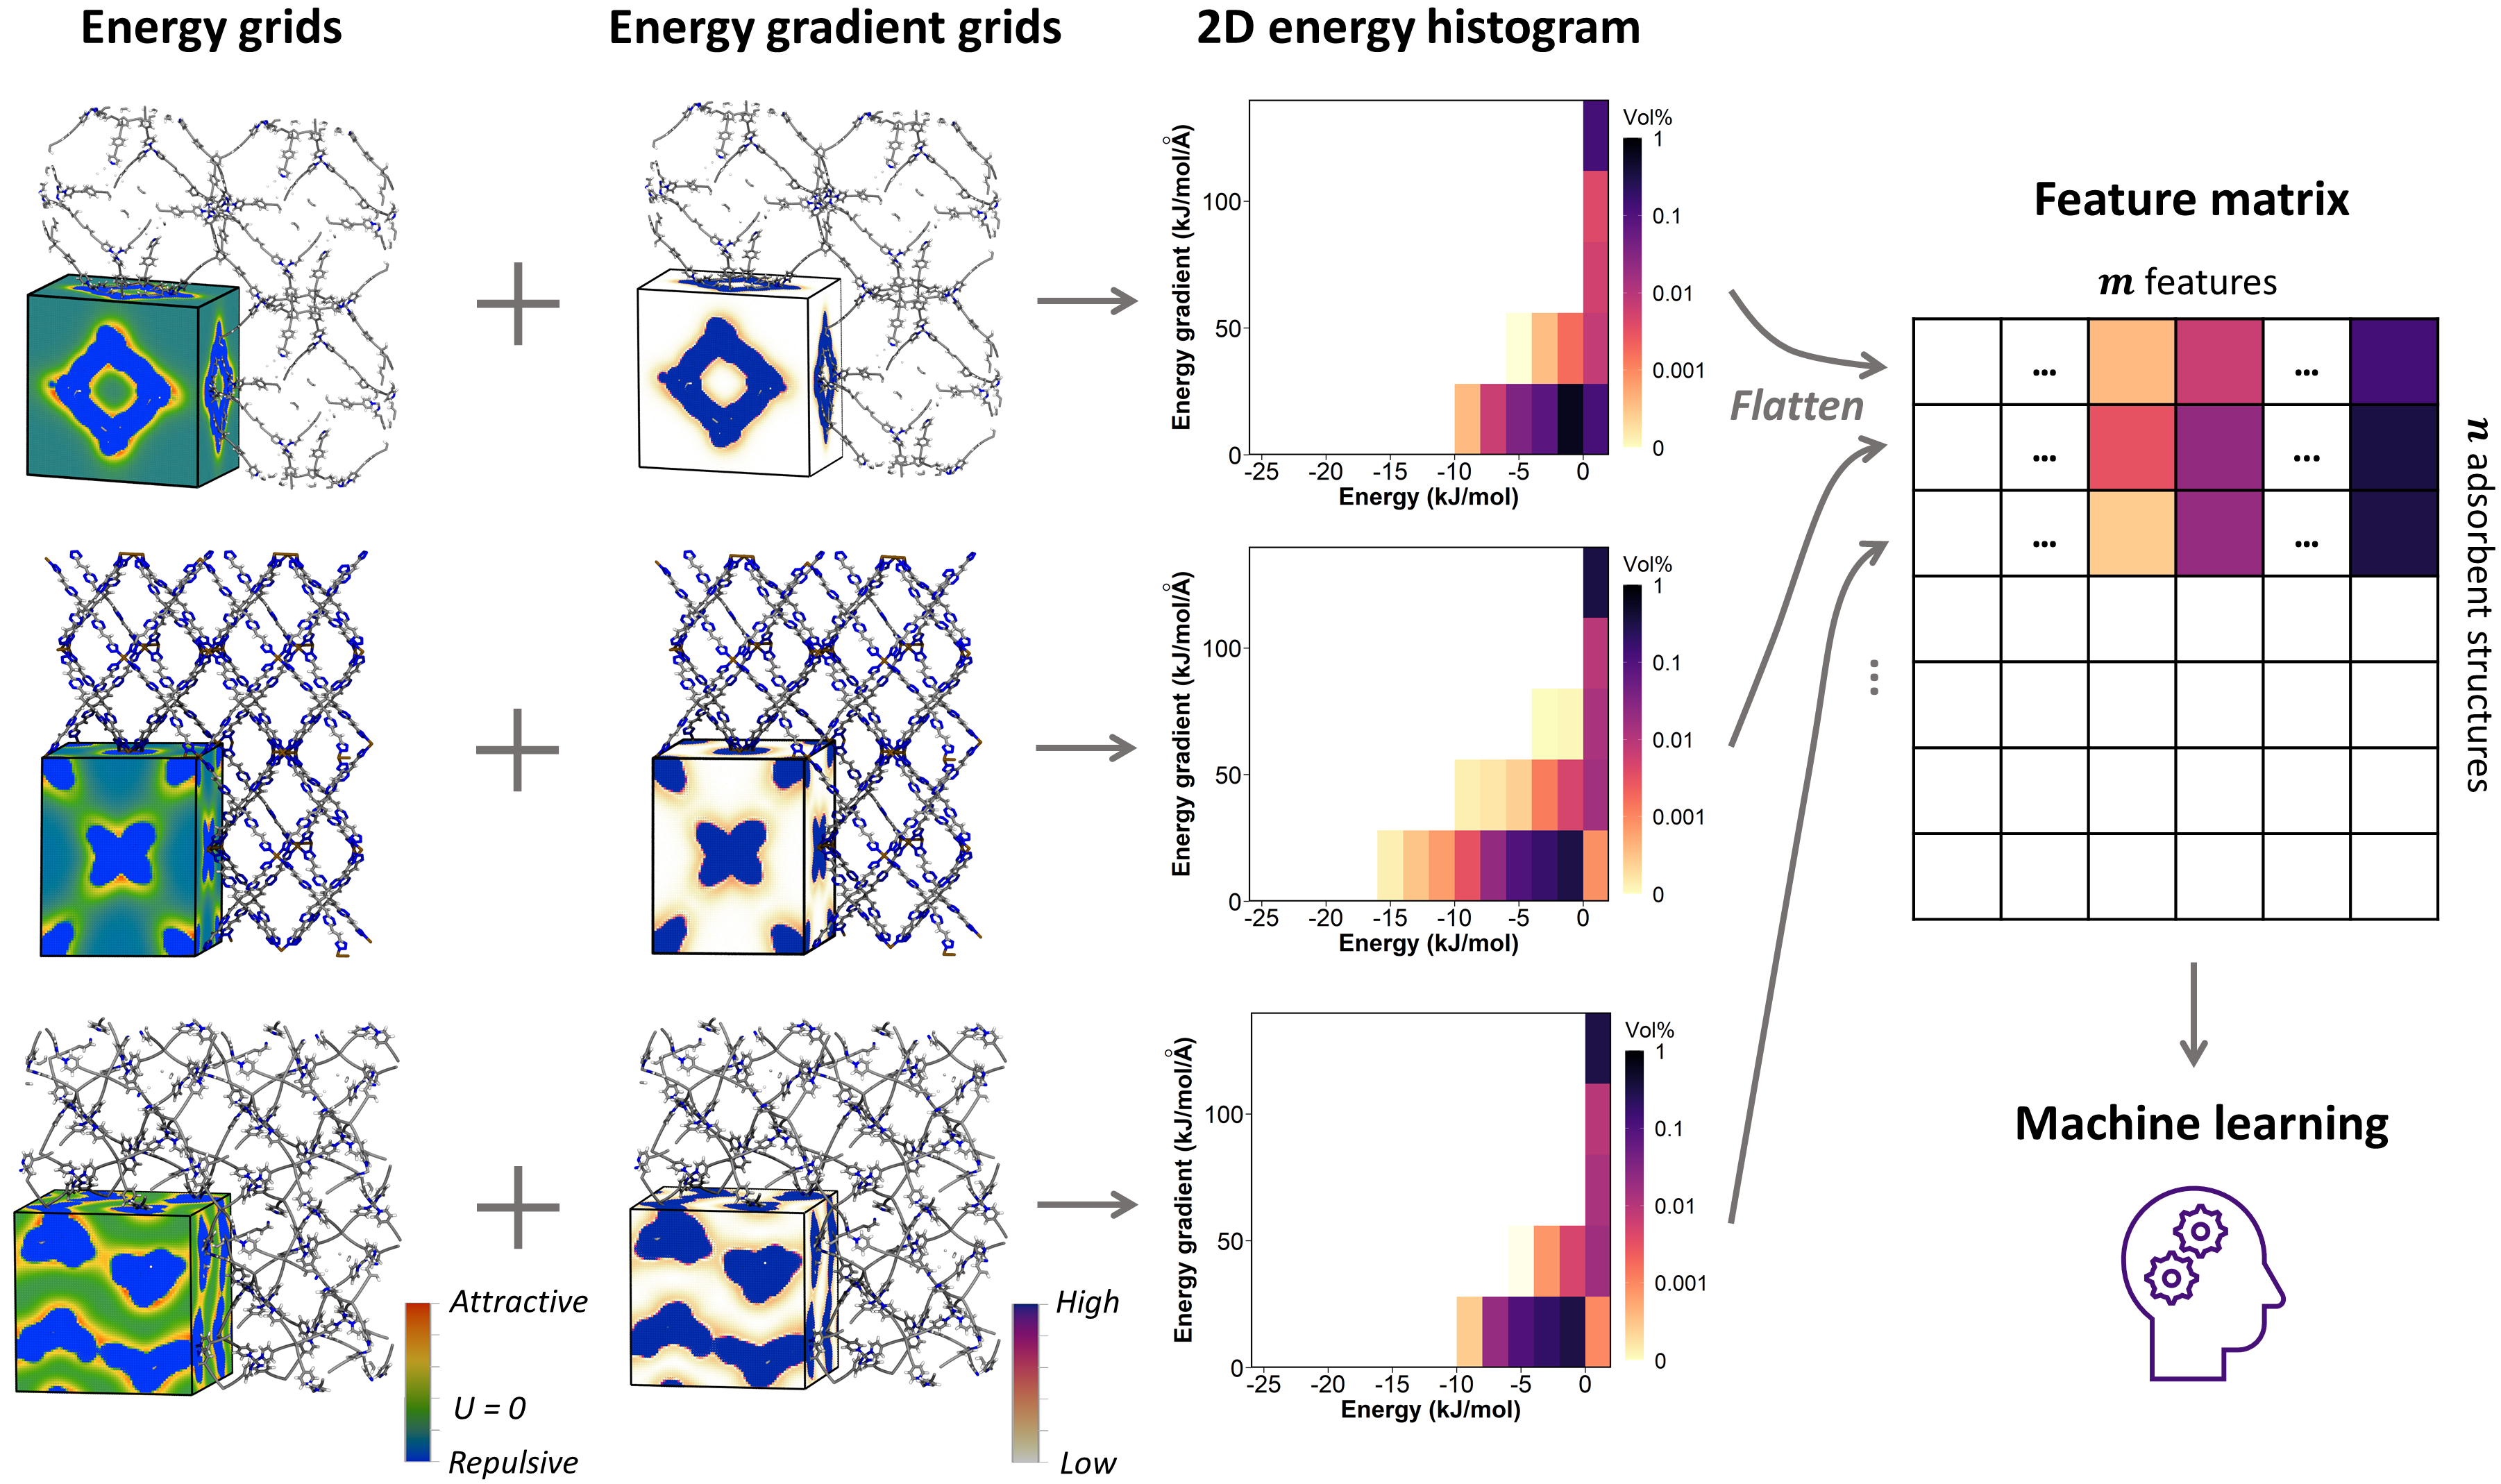 Energy grids
Energy gradient grids
2D energy histogram
Energy gradient (kJ/mol/Å)
100
50
0
-25 -20 -15 -10 -5 0
Energy (kJ/mol)
Vol%
1
0.1
0.01
0.001
0
Energy gradient (kJ/mol/Å)
100
50
0
-25 -20 -15 -10 -5 0
Energy (kJ/mol)
Vol%
1
0.1
0.01
0.001
0
Attractive
U = 0
Repulsive
High
Low
Energy gradient (kJ/mol/Å)
100
50
0
-25 -20 -15 -10 -5 0
Energy (kJ/mol)
Vol%
1
0.1
0.01
0.001
0
Flatten
...
Feature matrix
m features
... ...
... ...
... ...
n adsorbent structures
Machine learning